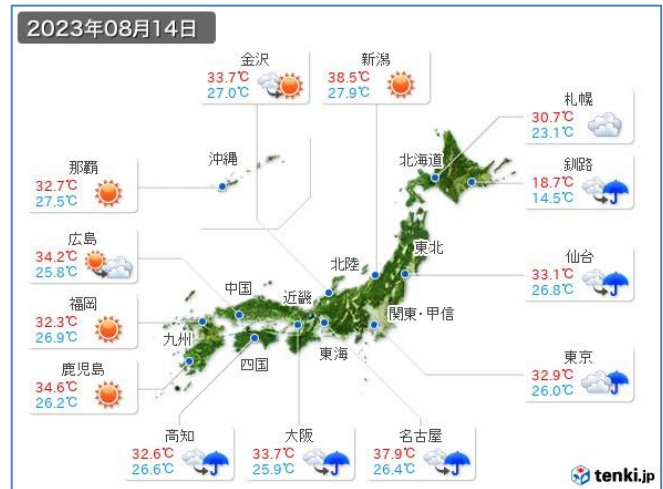 2023年08月14日
金沢
33.7℃
27.0℃
新潟
38.5℃
27.9℃
札幌
30.7℃
23.1℃
那覇
32.7℃
27.5℃
沖縄
北海道
釧路
18.7℃
14.5℃
広島
34.2℃
25.8℃
中国
近畿
北陸
東北
仙台
33.1℃
26.8℃
福岡
32.3℃
26.9℃
九州
四国
東海
関東・甲信
鹿児島
34.6℃
26.2℃
東京
32.9℃
26.0℃
高知
32.6℃
26.6℃
大阪
33.7℃
25.9℃
名古屋
37.9℃
26.4℃
tenki.jp